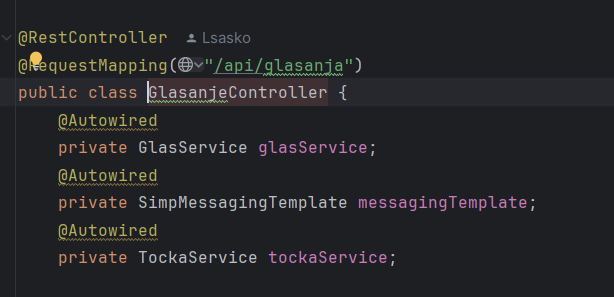 @RestController Lsasko
@RequestMapping("/api/glasanja")
public class GlasanjeController {
@Autowired
private GlasService glasService;
@Autowired
private SimpMessagingTemplate messagingTemplate;
@Autowired
private TockaService tockaService;